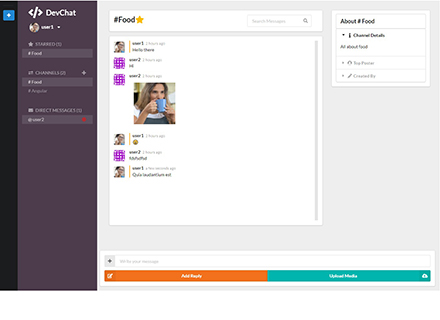 DevChat
user1
STARRED (1)
# Food
CHANNELS (2)
# Food
# Angular
DIRECT MESSAGES (1)
@ user2
#Food
Search Messages
user1 2 hours ago
Hello there
user2 2 hours ago
Hi
user2 2 hours ago
user1 2 hours ago
user2 2 hours ago
user1 a few seconds ago
Quia laudantium est
Write your message
Add Reply
Upload Media
About # Food
Channel Details
All about food
Top Posters
Created By